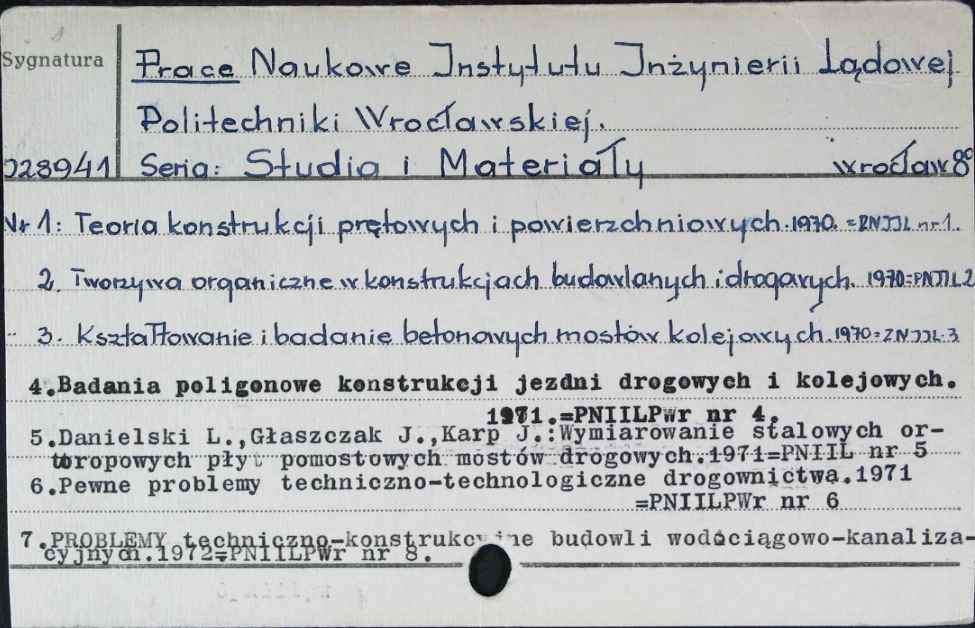 Sygnatura
Prace Naukowe Instytutu Inżynierii Lądowej
Politechniki Wrocławskiej.
028941 Seria: Studia i Materiały Wrocław 8°
Nr 1: Teoria konstrukcji prętowych i powierzchniowych. 1970. = nr 1.
2. Tworzywa organiczne w konstrukcjach budowlanych i drogowych. 1970 = PNIIL 2
" 3. Kształtowanie i badanie betonowych mostów kolejowych. 1970 = 3
4.Badania poligonowe konstrukcji jezdni drogowych i kolejowych.
1971.=PNIILPwr nr 4.
5.Danielski L.,Głaszczak J.,Karp J.:Wymiarowanie stalowych or-
toropowych płyt pomostowych mostów drogowych.1971=PNIIL nr 5
6.Pewne problemy techniczno-technologiczne drogownictwa.1971
=PNIILPWr nr 6
7.PROBLEMY techniczno-konstrukcyjne budowli wodociągowo-kanaliza-
cyjnych.1972=PNIILPWr nr 8.